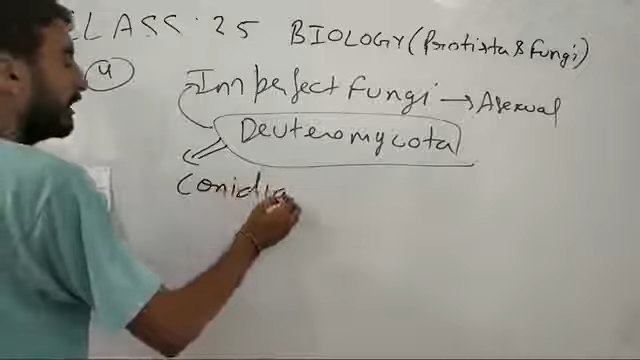 CLASS-25 BIOLOGY (Protista & Fungi)
4 Imperfect Fungi → Asexual
Deuteromycota
Conidia